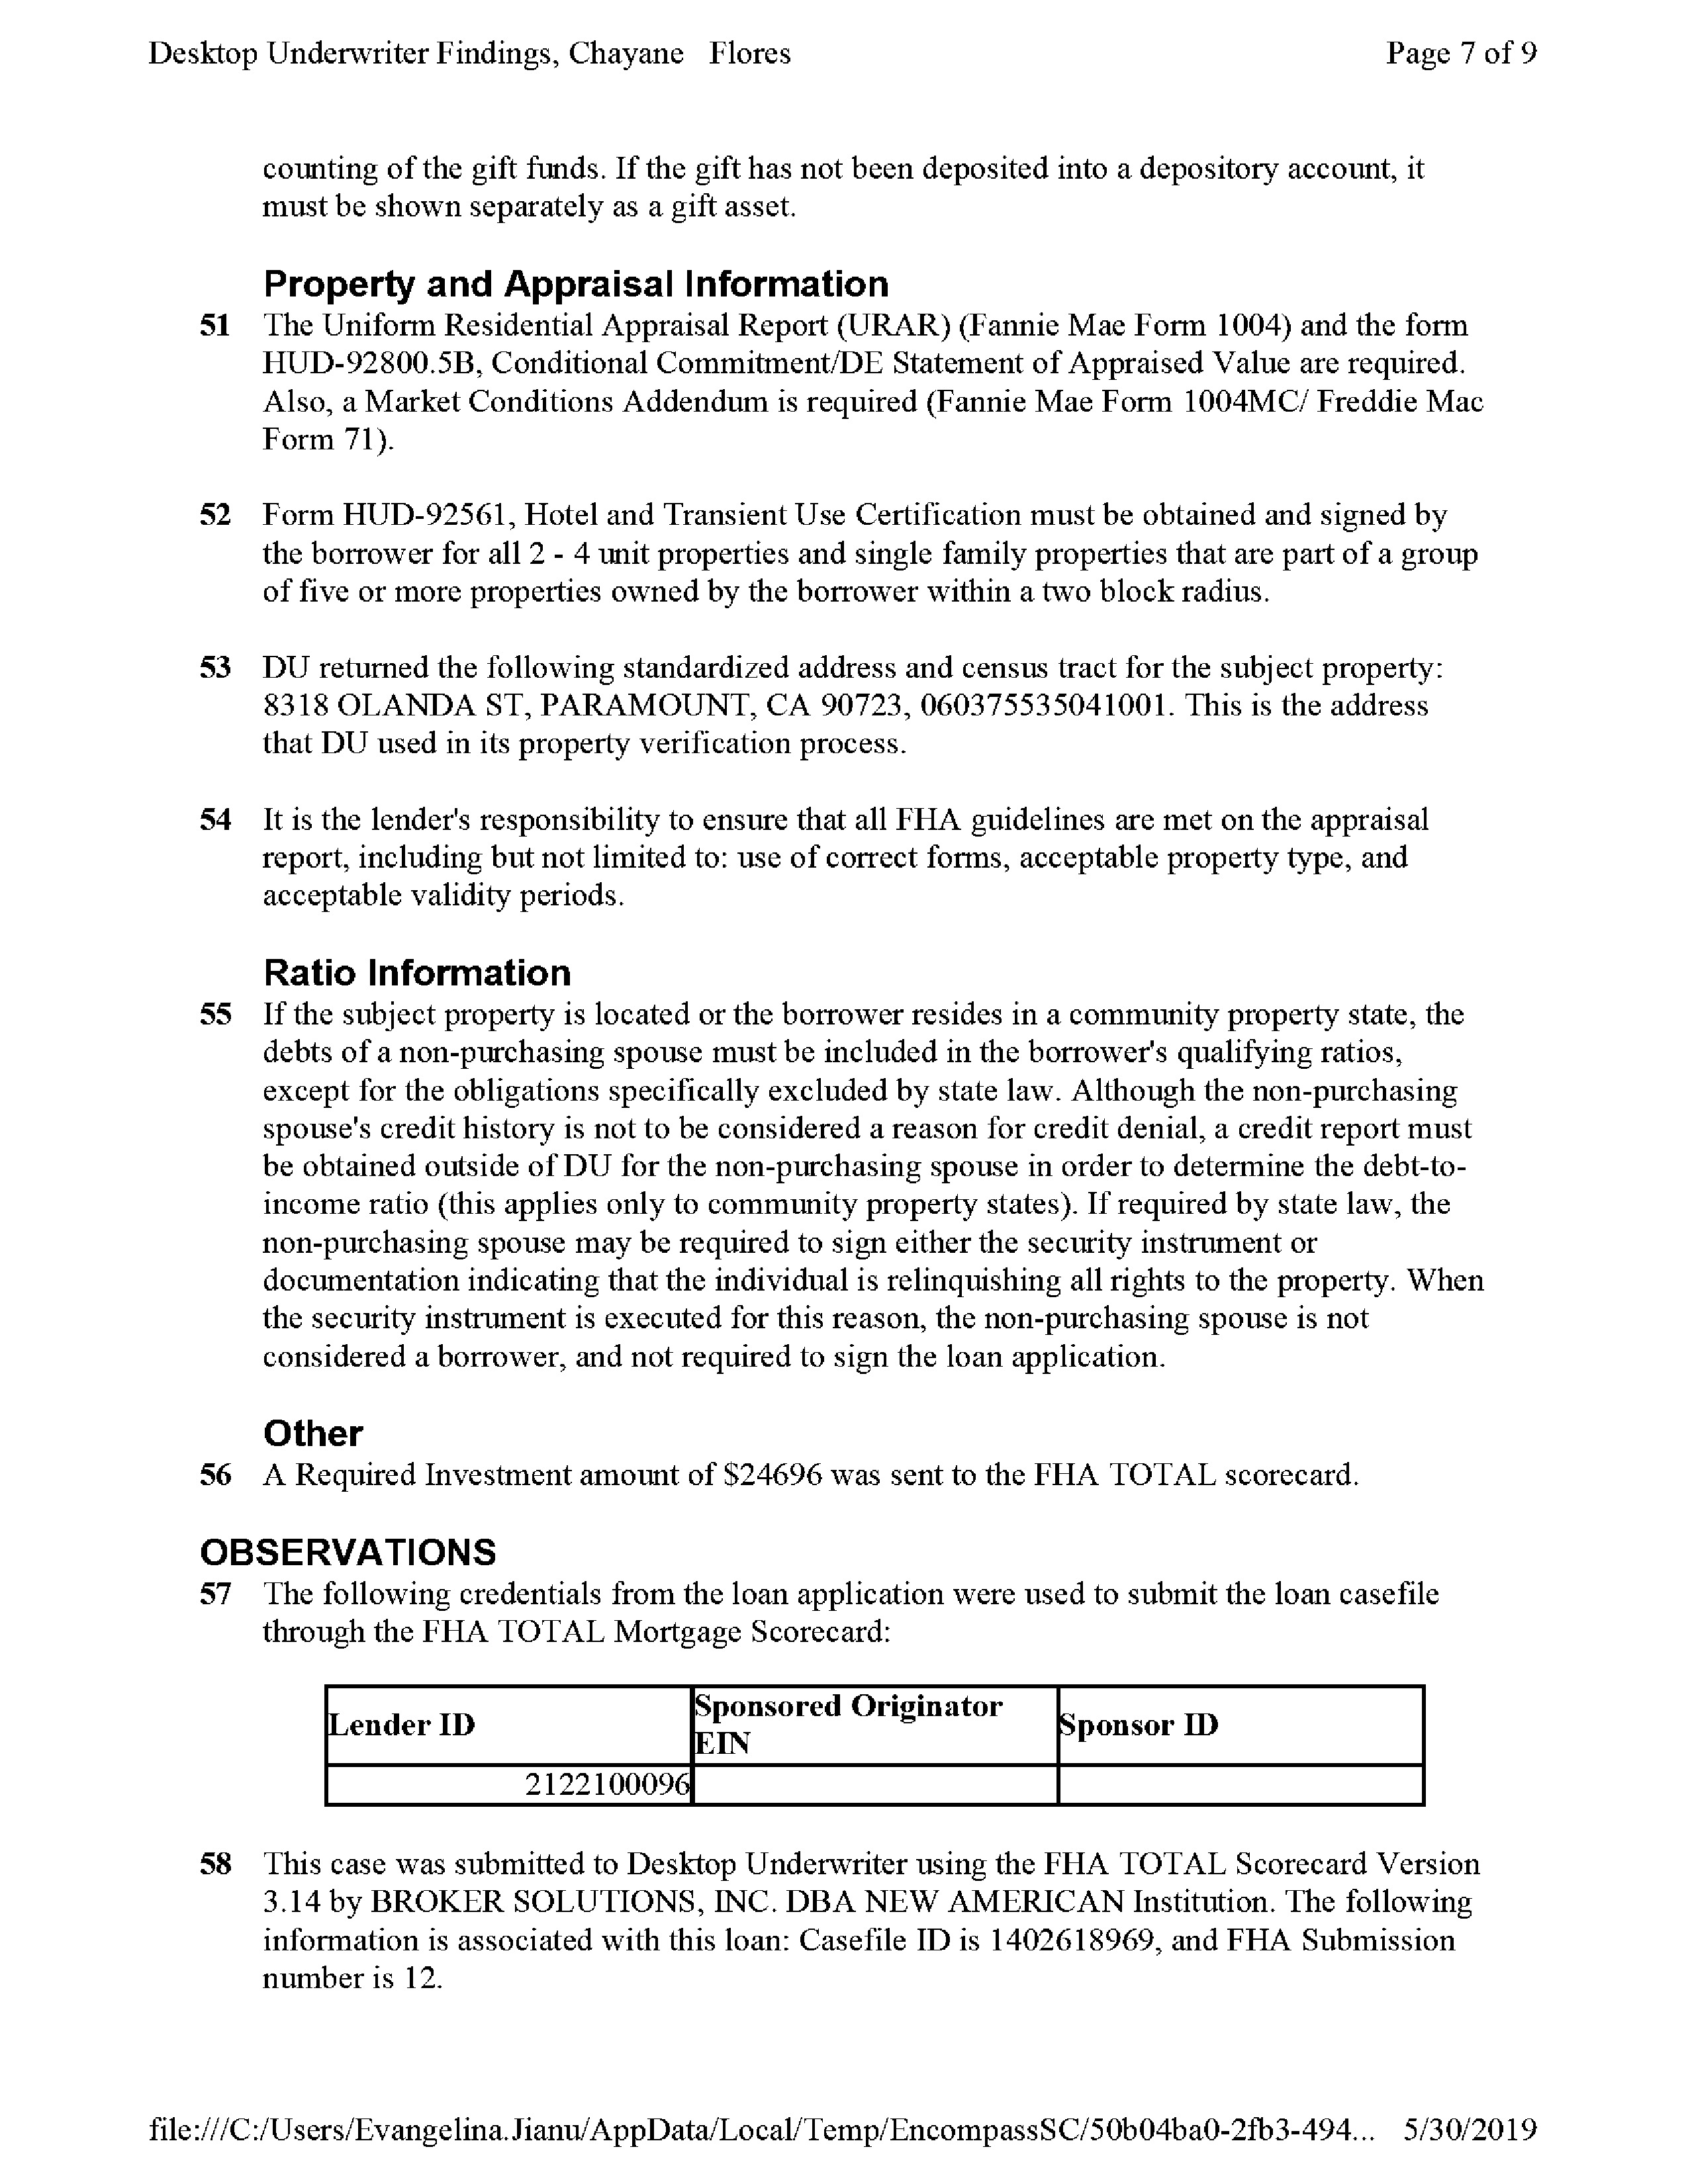 Desktop Underwriter Findings, Chayane Flores Page 7 of 9
counting of the gift funds. If the gift has not been deposited into a depository account, it
must be shown separately as a gift asset.
Property and Appraisal Information
51 The Uniform Residential Appraisal Report (URAR) (Fannie Mae Form 1004) and the form
HUD-92800.5B, Conditional Commitment/DE Statement of Appraised Value are required.
Also, a Market Conditions Addendum is required (Fannie Mae Form 1004MC/ Freddie Mac
Form 71).
52 Form HUD-92561, Hotel and Transient Use Certification must be obtained and signed by
the borrower for all 2 - 4 unit properties and single family properties that are part of a group
of five or more properties owned by the borrower within a two block radius.
53 DU returned the following standardized address and census tract for the subject property:
8318 OLANDA ST, PARAMOUNT, CA 90723, 060375535041001. This is the address
that DU used in its property verification process.
54 It is the lender's responsibility to ensure that all FHA guidelines are met on the appraisal
report, including but not limited to: use of correct forms, acceptable property type, and
acceptable validity periods.
Ratio Information
55 If the subject property is located or the borrower resides in a community property state, the
debts of a non-purchasing spouse must be included in the borrower's qualifying ratios,
except for the obligations specifically excluded by state law. Although the non-purchasing
spouse's credit history is not to be considered a reason for credit denial, a credit report must
be obtained outside of DU for the non-purchasing spouse in order to determine the debt-to-
income ratio (this applies only to community property states). If required by state law, the
non-purchasing spouse may be required to sign either the security instrument or
documentation indicating that the individual is relinquishing all rights to the property. When
the security instrument is executed for this reason, the non-purchasing spouse is not
considered a borrower, and not required to sign the loan application.
Other
56 A Required Investment amount of $24696 was sent to the FHA TOTAL scorecard.
OBSERVATIONS
57 The following credentials from the loan application were used to submit the loan casefile
through the FHA TOTAL Mortgage Scorecard:
Lender ID Sponsored Originator EIN Sponsor ID
2122100096
58 This case was submitted to Desktop Underwriter using the FHA TOTAL Scorecard Version
3.14 by BROKER SOLUTIONS, INC. DBA NEW AMERICAN Institution. The following
information is associated with this loan: Casefile ID is 1402618969, and FHA Submission
number is 12.
file:///C:/Users/Evangelina.Jianu/AppData/Local/Temp/EncompassSC/50b04ba0-2fb3-494... 5/30/2019